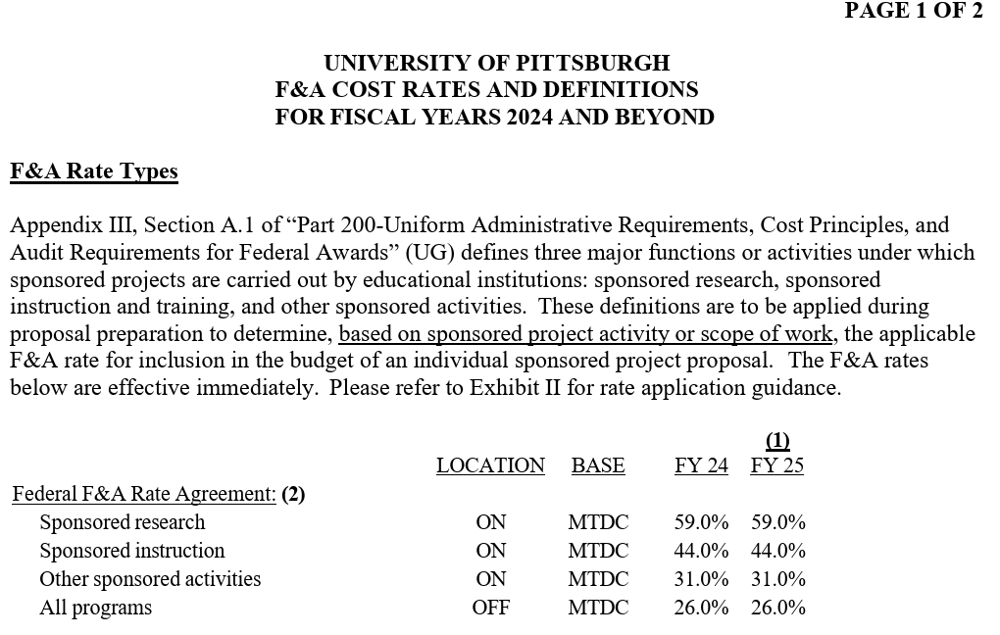 PAGE 1 OF 2
UNIVERSITY OF PITTSBURGH
F&A COST RATES AND DEFINITIONS
FOR FISCAL YEARS 2024 AND BEYOND
F&A Rate Types
Appendix III, Section A.1 of “Part 200-Uniform Administrative Requirements, Cost Principles, and
Audit Requirements for Federal Awards” (UG) defines three major functions or activities under which
sponsored projects are carried out by educational institutions: sponsored research, sponsored
instruction and training, and other sponsored activities. These definitions are to be applied during
proposal preparation to determine, based on sponsored project activity or scope of work, the applicable
F&A rate for inclusion in the budget of an individual sponsored project proposal. The F&A rates
below are effective immediately. Please refer to Exhibit II for rate application guidance.
(1)
LOCATION BASE FY 24 FY 25
Federal F&A Rate Agreement: (2)
Sponsored research ON MTDC 59.0% 59.0%
Sponsored instruction ON MTDC 44.0% 44.0%
Other sponsored activities ON MTDC 31.0% 31.0%
All programs OFF MTDC 26.0% 26.0%